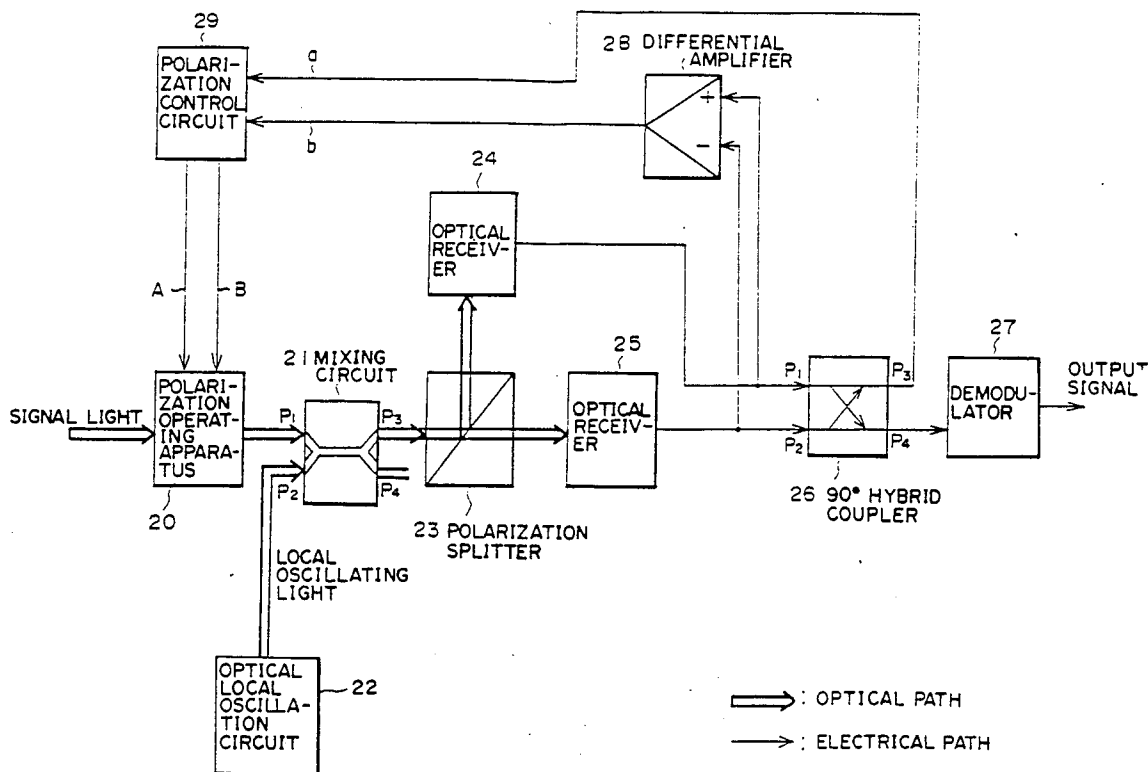 29
POLARI-
ZATION
CONTROL
CIRCUIT
a
b
28 DIFFERENTIAL
AMPLIFIER
+
−
24
OPTICAL
RECEIV-
ER
A
B
SIGNAL LIGHT
POLARI-
ZATION
OPERAT-
ING
APPARA-
TUS
20
21 MIXING
CIRCUIT
P1
P2
P3
P4
23 POLARIZATION
SPLITTER
25
OPTICAL
RECEIV-
ER
P1
P2
P3
P4
26 90° HYBRID
COUPLER
27
DEMODU-
LATOR
OUTPUT
SIGNAL
LOCAL
OSCILLATING
LIGHT
OPTICAL
LOCAL
OSCILLA-
TION
CIRCUIT
22
: OPTICAL PATH
: ELECTRICAL PATH